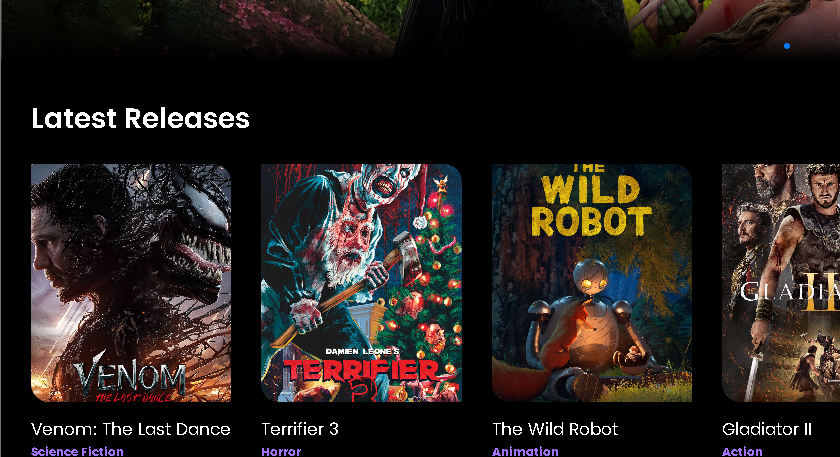 Latest Releases
VENOM
THE LAST DANCE
DAMIEN LEONE'S
TERRIFIER
3
THE
WILD
ROBOT
GLADIA
II
Venom: The Last Dance
Terrifier 3
The Wild Robot
Gladiator II
Science Fiction
Horror
Animation
Action